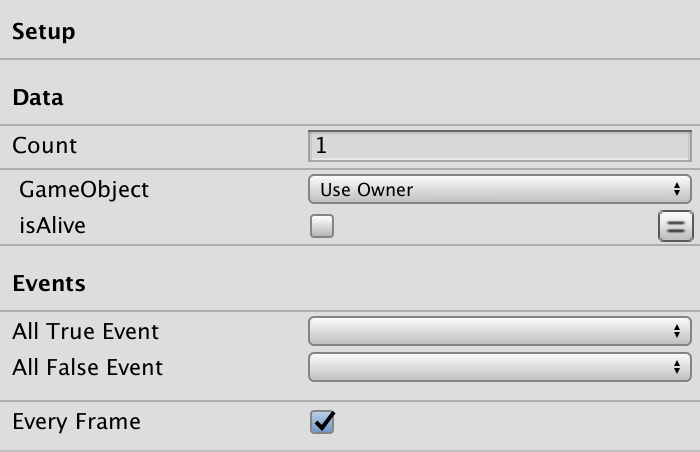 Setup
Data
Count 1
GameObject Use Owner
isAlive =
Events
All True Event
All False Event
Every Frame